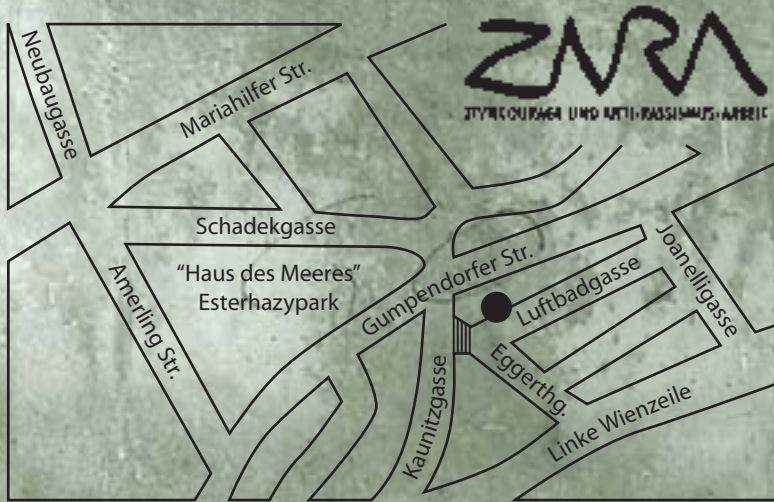 ZARA
ZIVILCOURAGE UND ANTI-RASSISMUS-ARBEIT
Neubaugasse
Mariahilfer Str.
Schadekgasse
"Haus des Meeres"
Esterhazypark
Amerling Str.
Gumpendorfer Str.
Luftbadgasse
Joanelligasse
Eggerthg.
Kaunitzgasse
Linke Wienzeile